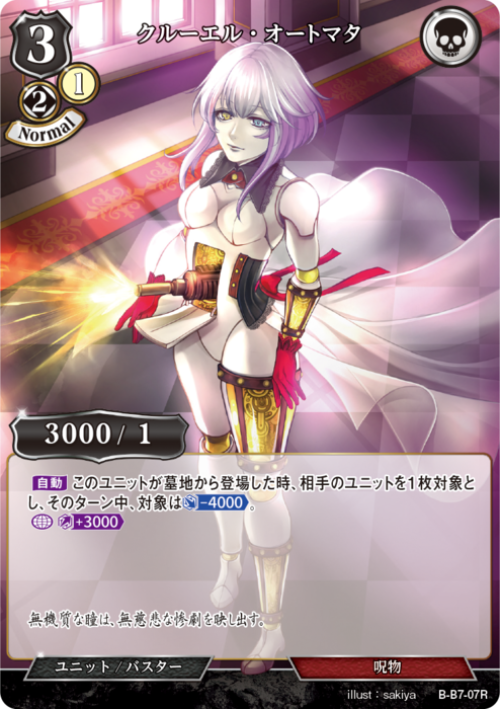 3
クルーエル・オートマタ
2
1
Normal
3000 / 1
自動 このユニットが墓地から登場した時、相手のユニットを1枚対象と
し、そのターン中、対象は-4000。
+3000
無機質な瞳は、無慈悲な惨劇を映し出す。
ユニット / バスター
呪物
illust：sakiya
B-B7-07R